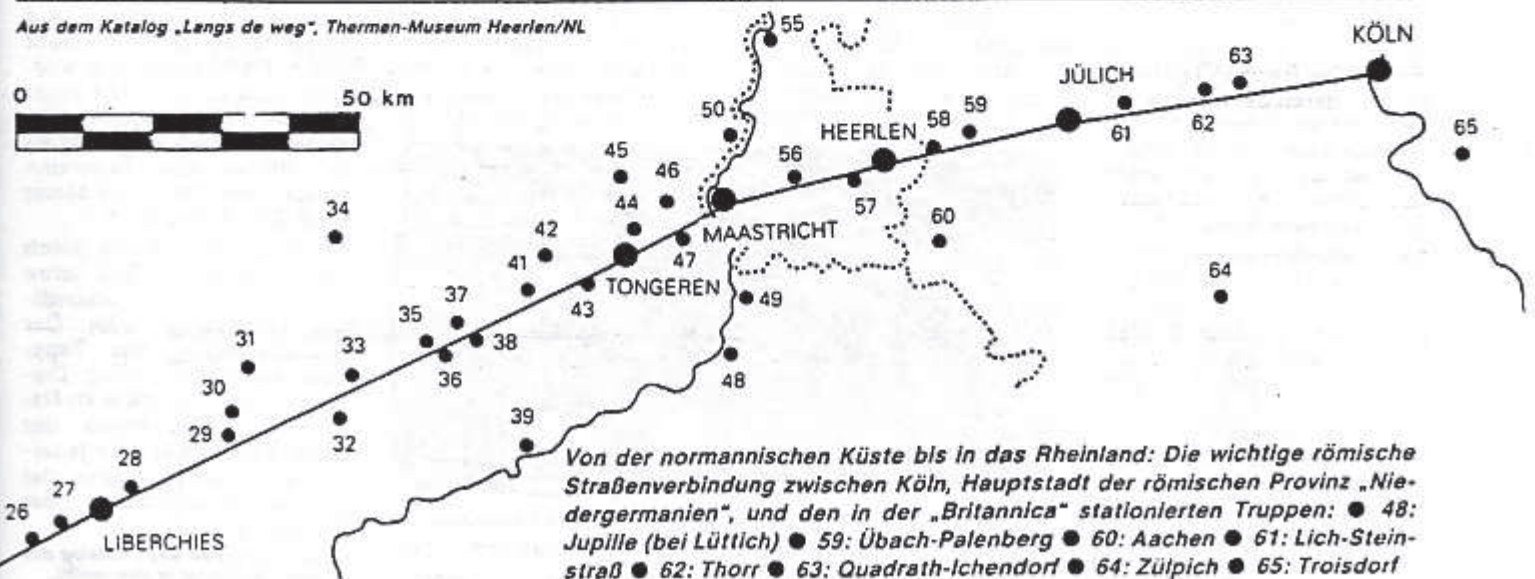 Aus dem Katalog „Langs de weg“, Thermen-Museum Heerlen/NL
0 50 km
55
KÖLN
63
JÜLICH
50
59
58
HEERLEN
61
62
65
45
46
56
34
44
57
60
42
MAASTRICHT
47
41
TONGEREN
64
37
43
49
35
31
38
33
36
30
48
39
29
32
28
27
26
LIBERCHIES
Von der normannischen Küste bis in das Rheinland: Die wichtige römische
Straßenverbindung zwischen Köln, Hauptstadt der römischen Provinz „Nie-
dergermanien“, und den in der „Britannica“ stationierten Truppen: ● 48:
Jupille (bei Lüttich) ● 59: Übach-Palenberg ● 60: Aachen ● 61: Lich-Stein-
straß ● 62: Thorr ● 63: Quadrath-Ichendorf ● 64: Zülpich ● 65: Troisdorf